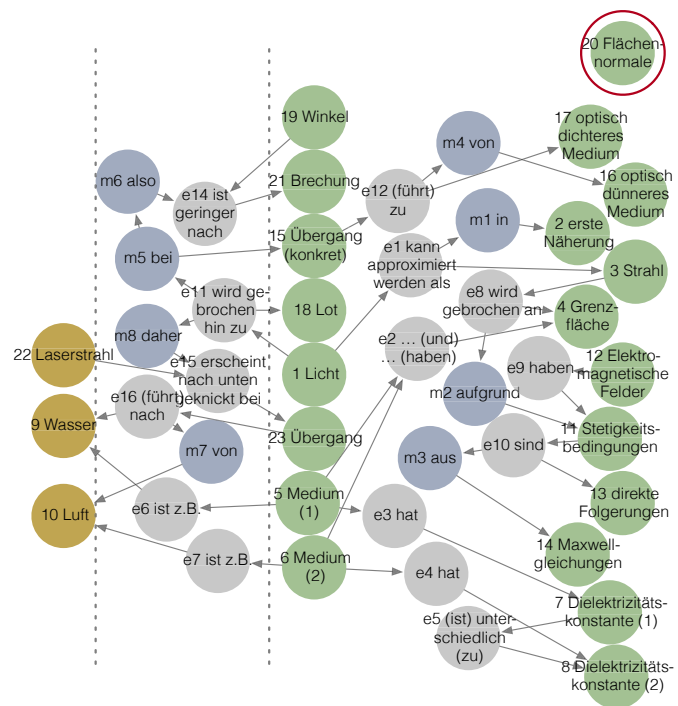 20 Flächen-
normale
19 Winkel
17 optisch
dichteres
Medium
m4 von
m6 also
e14 ist
geringer
nach
21 Brechung
e12 (führt)
zu
16 optisch
dünneres
Medium
m1 in
2 erste
Näherung
15 Übergang
(konkret)
m5 bei
e1 kann
approximiert
werden als
3 Strahl
e11 wird ge-
brochen
hin zu
18 Lot
e8 wird
gebrochen an
4 Grenz-
fläche
m8 daher
e2 ... (und)
... (haben)
22 Laserstrahl
e15 erscheint
nach unten
geknickt bei
1 Licht
e9 haben
12 Elektro-
magnetische
Felder
e16 (führt)
nach
m2 aufgrund
9 Wasser
23 Übergang
11 Stetigkeits-
bedingungen
m7 von
m3 aus
e10 sind
10 Luft
e6 ist z.B.
5 Medium
(1)
e3 hat
13 direkte
Folgerungen
e7 ist z.B.
6 Medium
(2)
e4 hat
14 Maxwell-
gleichungen
7 Dielektrizitäts-
konstante (1)
e5 (ist) unter-
schiedlich
(zu)
8 Dielektrizitäts-
konstante (2)